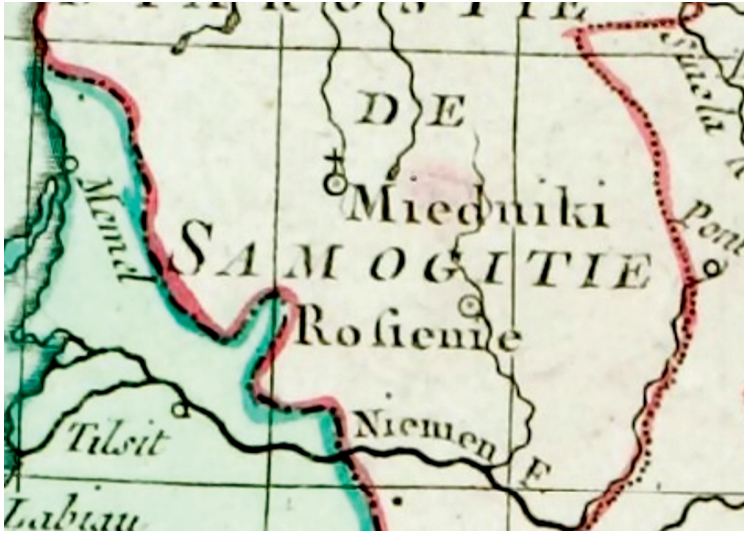 DE
Miedniki
Memel
SAMOGITIE
Rosienie
Niemen F
Tilsit
Labiau